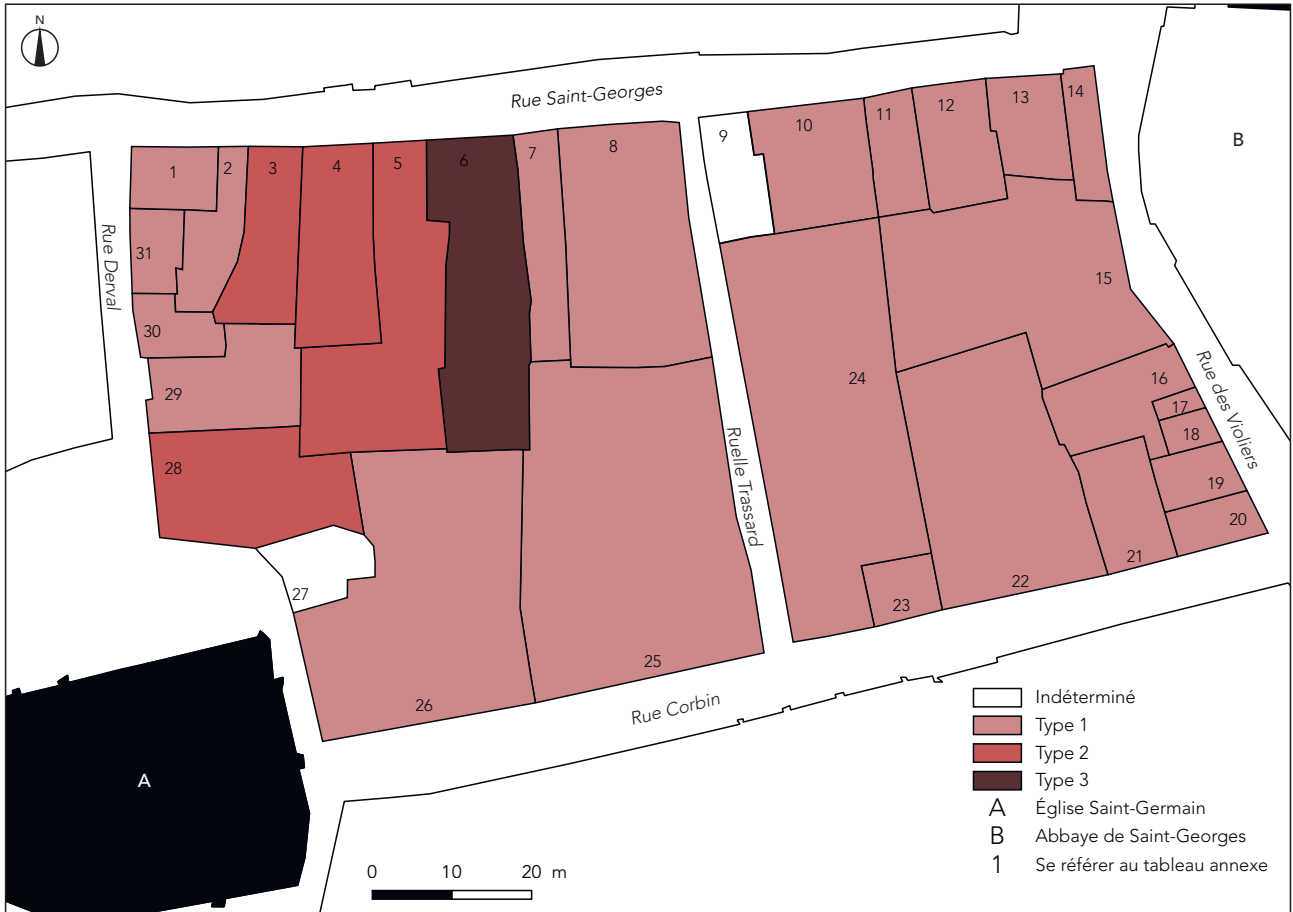 N
Rue Saint-Georges
1
2
3
4
5
6
7
8
9
10
11
12
13
14
B
Rue Derval
31
30
29
28
27
26
25
Ruelle Trassard
24
15
16
17
18
19
20
21
22
23
Rue des Violiers
Rue Corbin
A
0 10 20 m
Indéterminé
Type 1
Type 2
Type 3
A Église Saint-Germain
B Abbaye de Saint-Georges
1 Se référer au tableau annexe